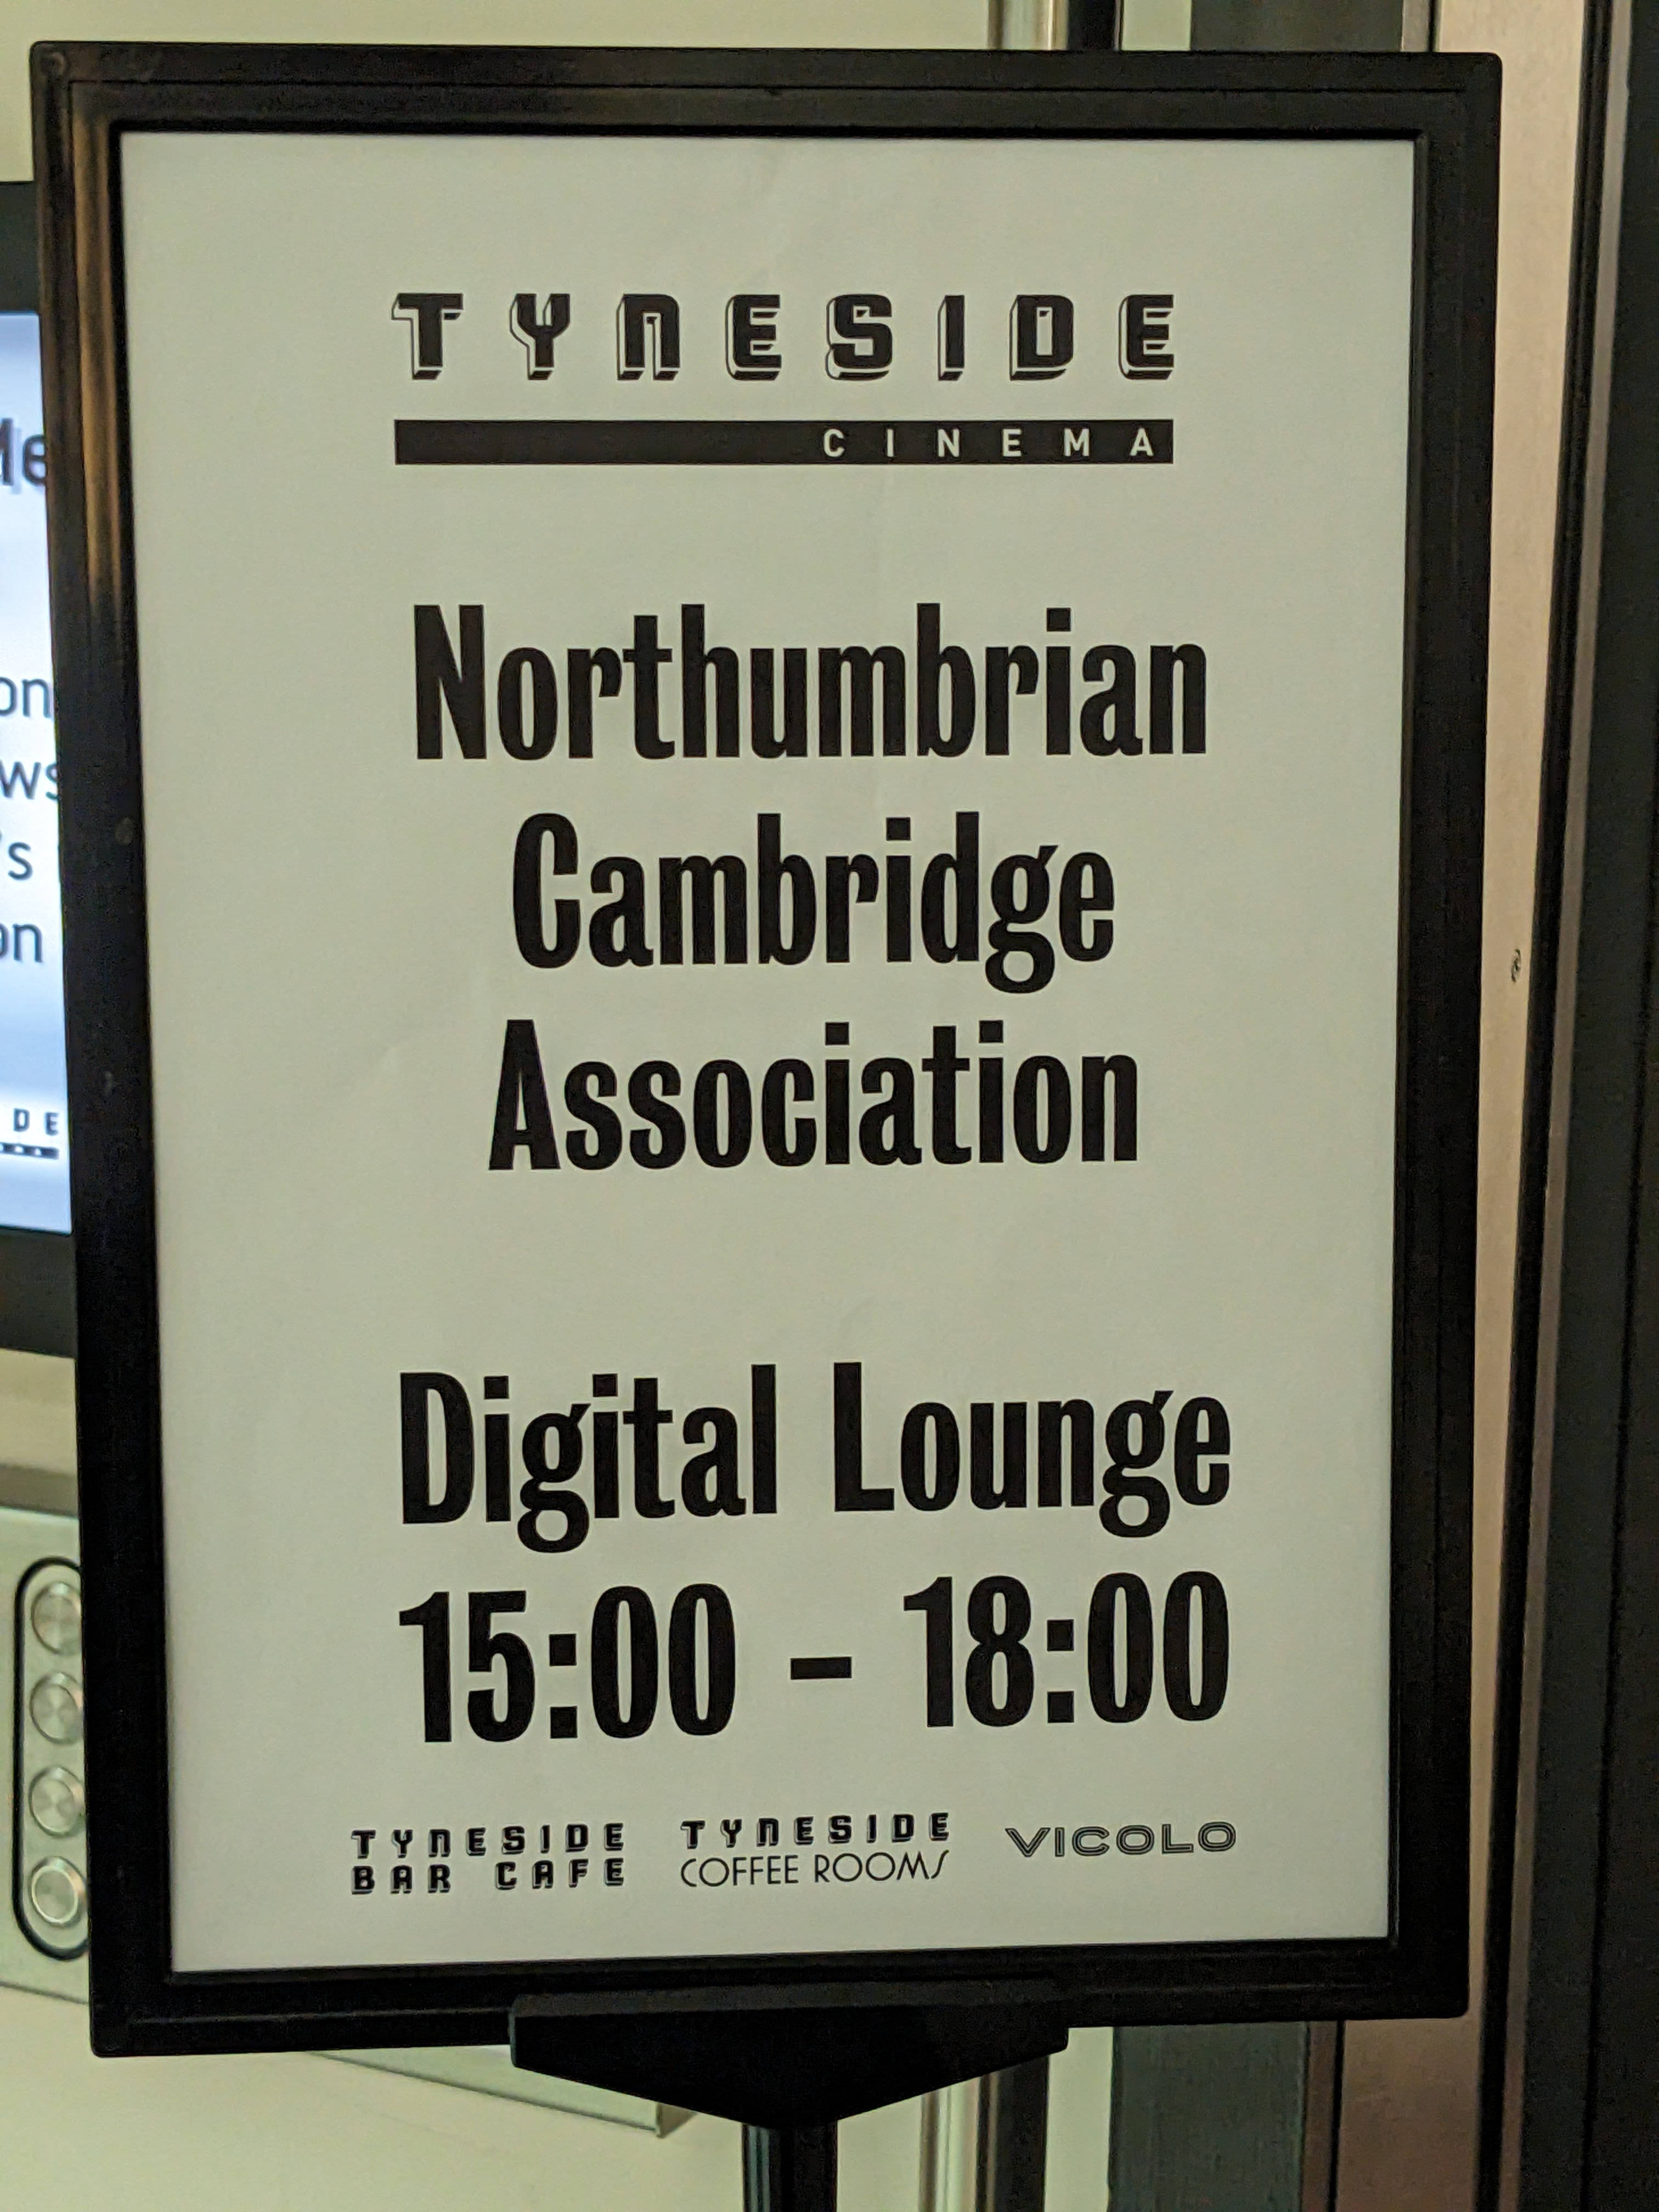 TYNESIDE
CINEMA
Northumbrian
Cambridge
Association
Digital Lounge
15:00 – 18:00
TYNESIDE
BAR CAFE
TYNESIDE
COFFEE ROOMS
VICOLO